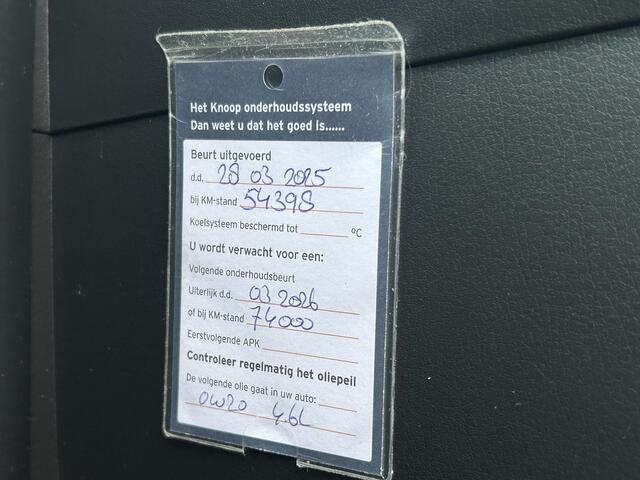 Het Knoop onderhoudssysteem
Dan weet u dat het goed is......
Beurt uitgevoerd
d.d. 28 03 2025
bij KM-stand 54398
Koelsysteem beschermd tot ______ °C
U wordt verwacht voor een:
Volgende onderhoudsbeurt
Uiterlijk d.d. 03 2026
of bij KM-stand 74000
Eerstvolgende APK
Controleer regelmatig het oliepeil
De volgende olie gaat in uw auto:
0W20 4.6L